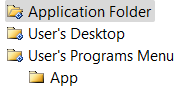 Application Folder
User's Desktop
User's Programs Menu
App